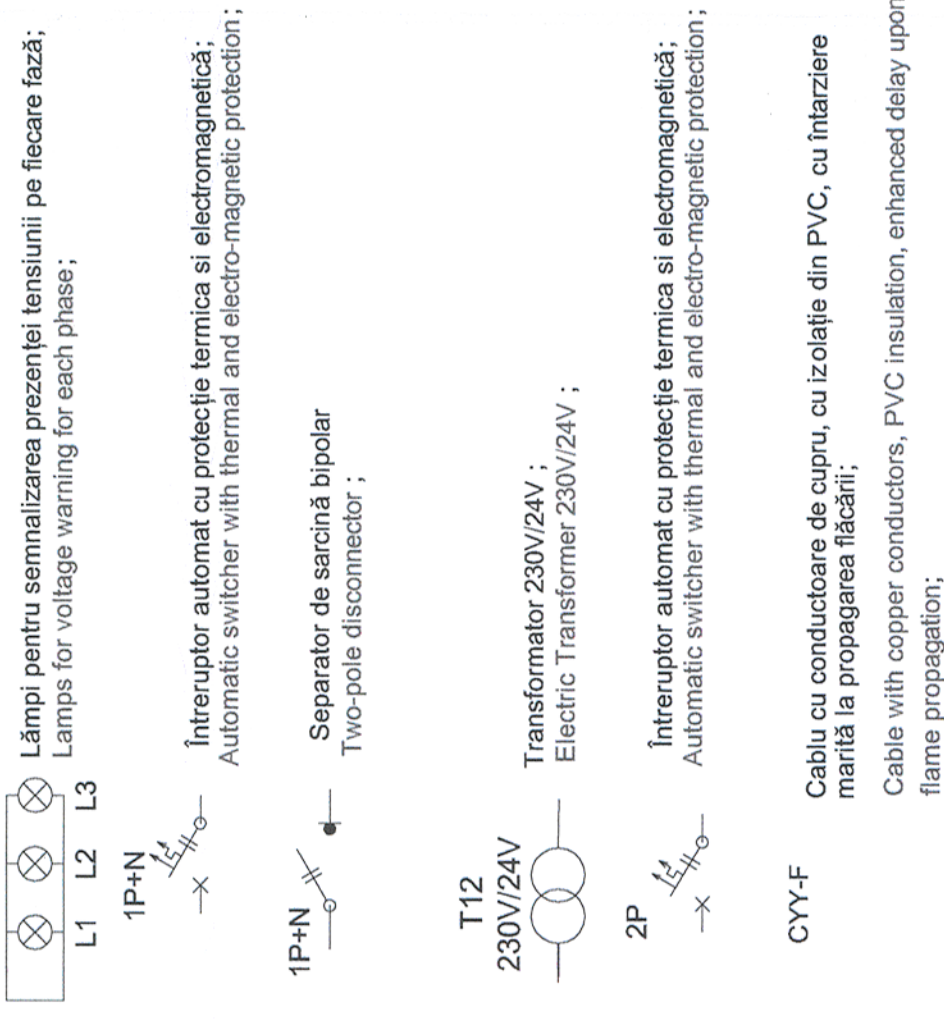 L1 L2 L3
Lămpi pentru semnalizarea prezenței tensiunii pe fiecare fază;
Lamps for voltage warning for each phase;
1P+N
Întreruptor automat cu protecție termica si electromagnetică;
Automatic switcher with thermal and electro-magnetic protection;
1P+N
Separator de sarcină bipolar
Two-pole disconnector ;
T12
230V/24V
Transformator 230V/24V ;
Electric Transformer 230V/24V ;
2P
Întreruptor automat cu protecție termica si electromagnetică;
Automatic switcher with thermal and electro-magnetic protection;
CYY-F
Cablu cu conductoare de cupru, cu izolație din PVC, cu întarziere
marită la propagarea flăcării;
Cable with copper conductors, PVC insulation, enhanced delay upon
flame propagation;